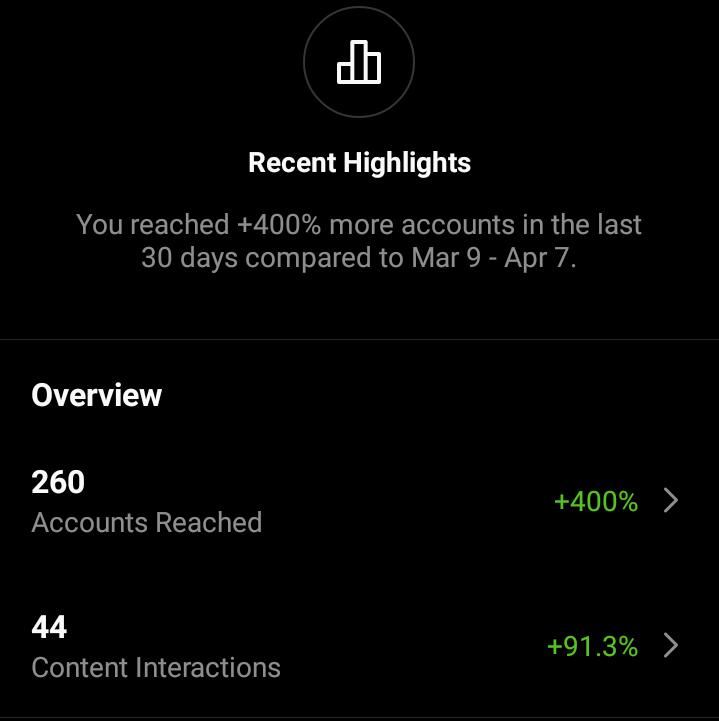 Recent Highlights
You reached +400% more accounts in the last
30 days compared to Mar 9 - Apr 7.
Overview
260
Accounts Reached
+400%
44
Content Interactions
+91.3%